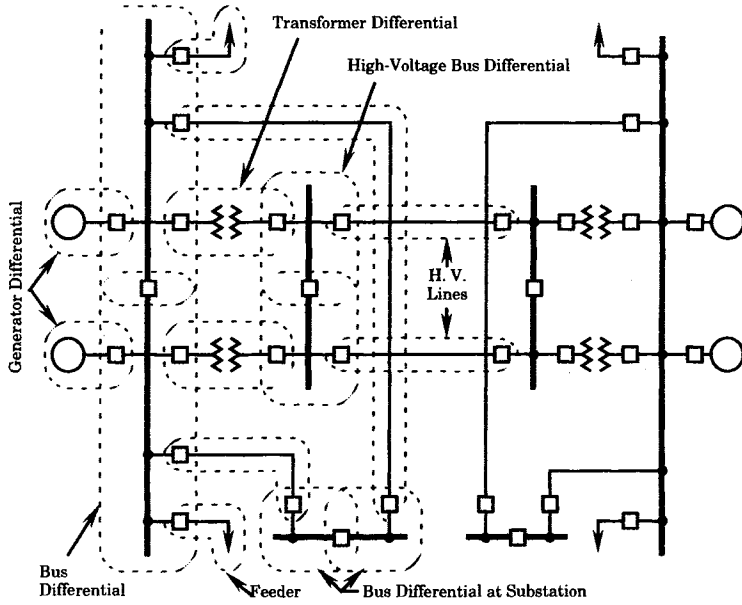 Transformer Differential
High-Voltage Bus Differential
Generator Differential
H. V.
Lines
Bus
Differential
Feeder
Bus Differential at Substation